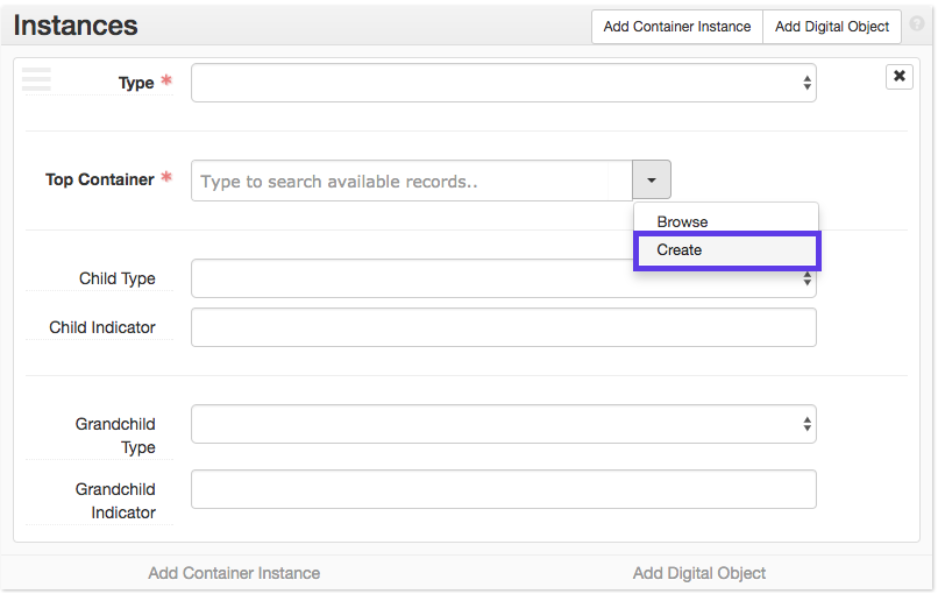 Instances
Add Container Instance
Add Digital Object
Type *
Top Container *
Type to search available records..
Browse
Create
Child Type
Child Indicator
Grandchild
Type
Grandchild
Indicator
Add Container Instance
Add Digital Object